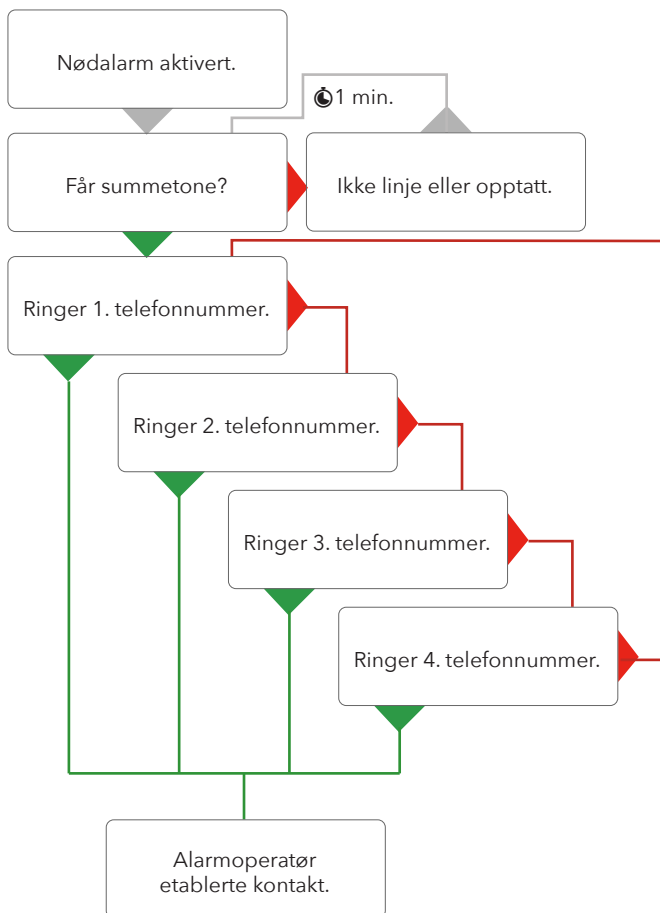 Nødalarm aktivert.
1 min.
Får summetone?
Ikke linje eller opptatt.
Ringer 1. telefonnummer.
Ringer 2. telefonnummer.
Ringer 3. telefonnummer.
Ringer 4. telefonnummer.
Alarmoperatør
etablerte kontakt.